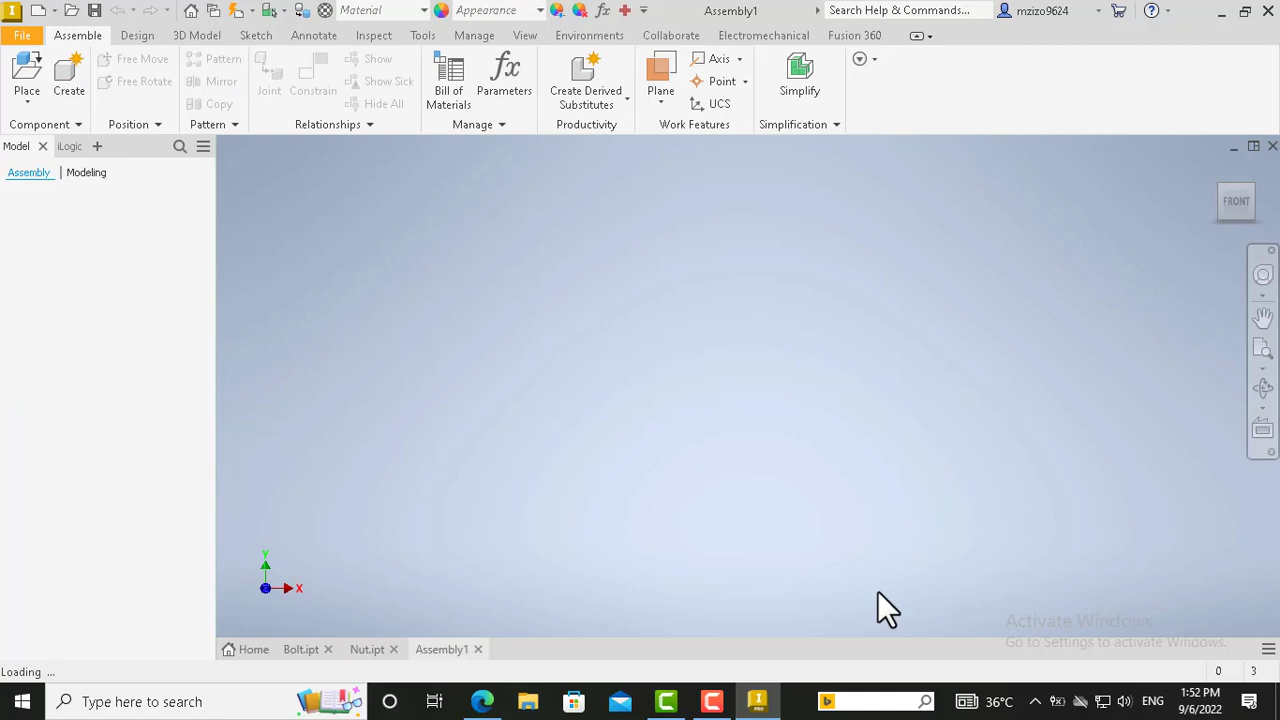 Material
Appearance
Assembly1
Search Help & Commands...
mzizo9624
File
Assemble
Design
3D Model
Sketch
Annotate
Inspect
Tools
Manage
View
Environments
Collaborate
Electromechanical
Fusion 360
Place
Create
Free Move
Free Rotate
Pattern
Mirror
Copy
Joint
Constrain
Show
Show Sick
Hide All
Bill of Materials
Parameters
Create Derived Substitutes
Plane
Axis
Point
UCS
Simplify
Component
Position
Pattern
Relationships
Manage
Productivity
Work Features
Simplification
Model
iLogic
Assembly
Modeling
FRONT
Y
X
Activate Windows
Go to Settings to activate Windows.
Home
Bolt.ipt
Nut.ipt
Assembly1
Loading ...
0
3
Type here to search
PRO
36°C
ENG
1:52 PM
9/6/2022